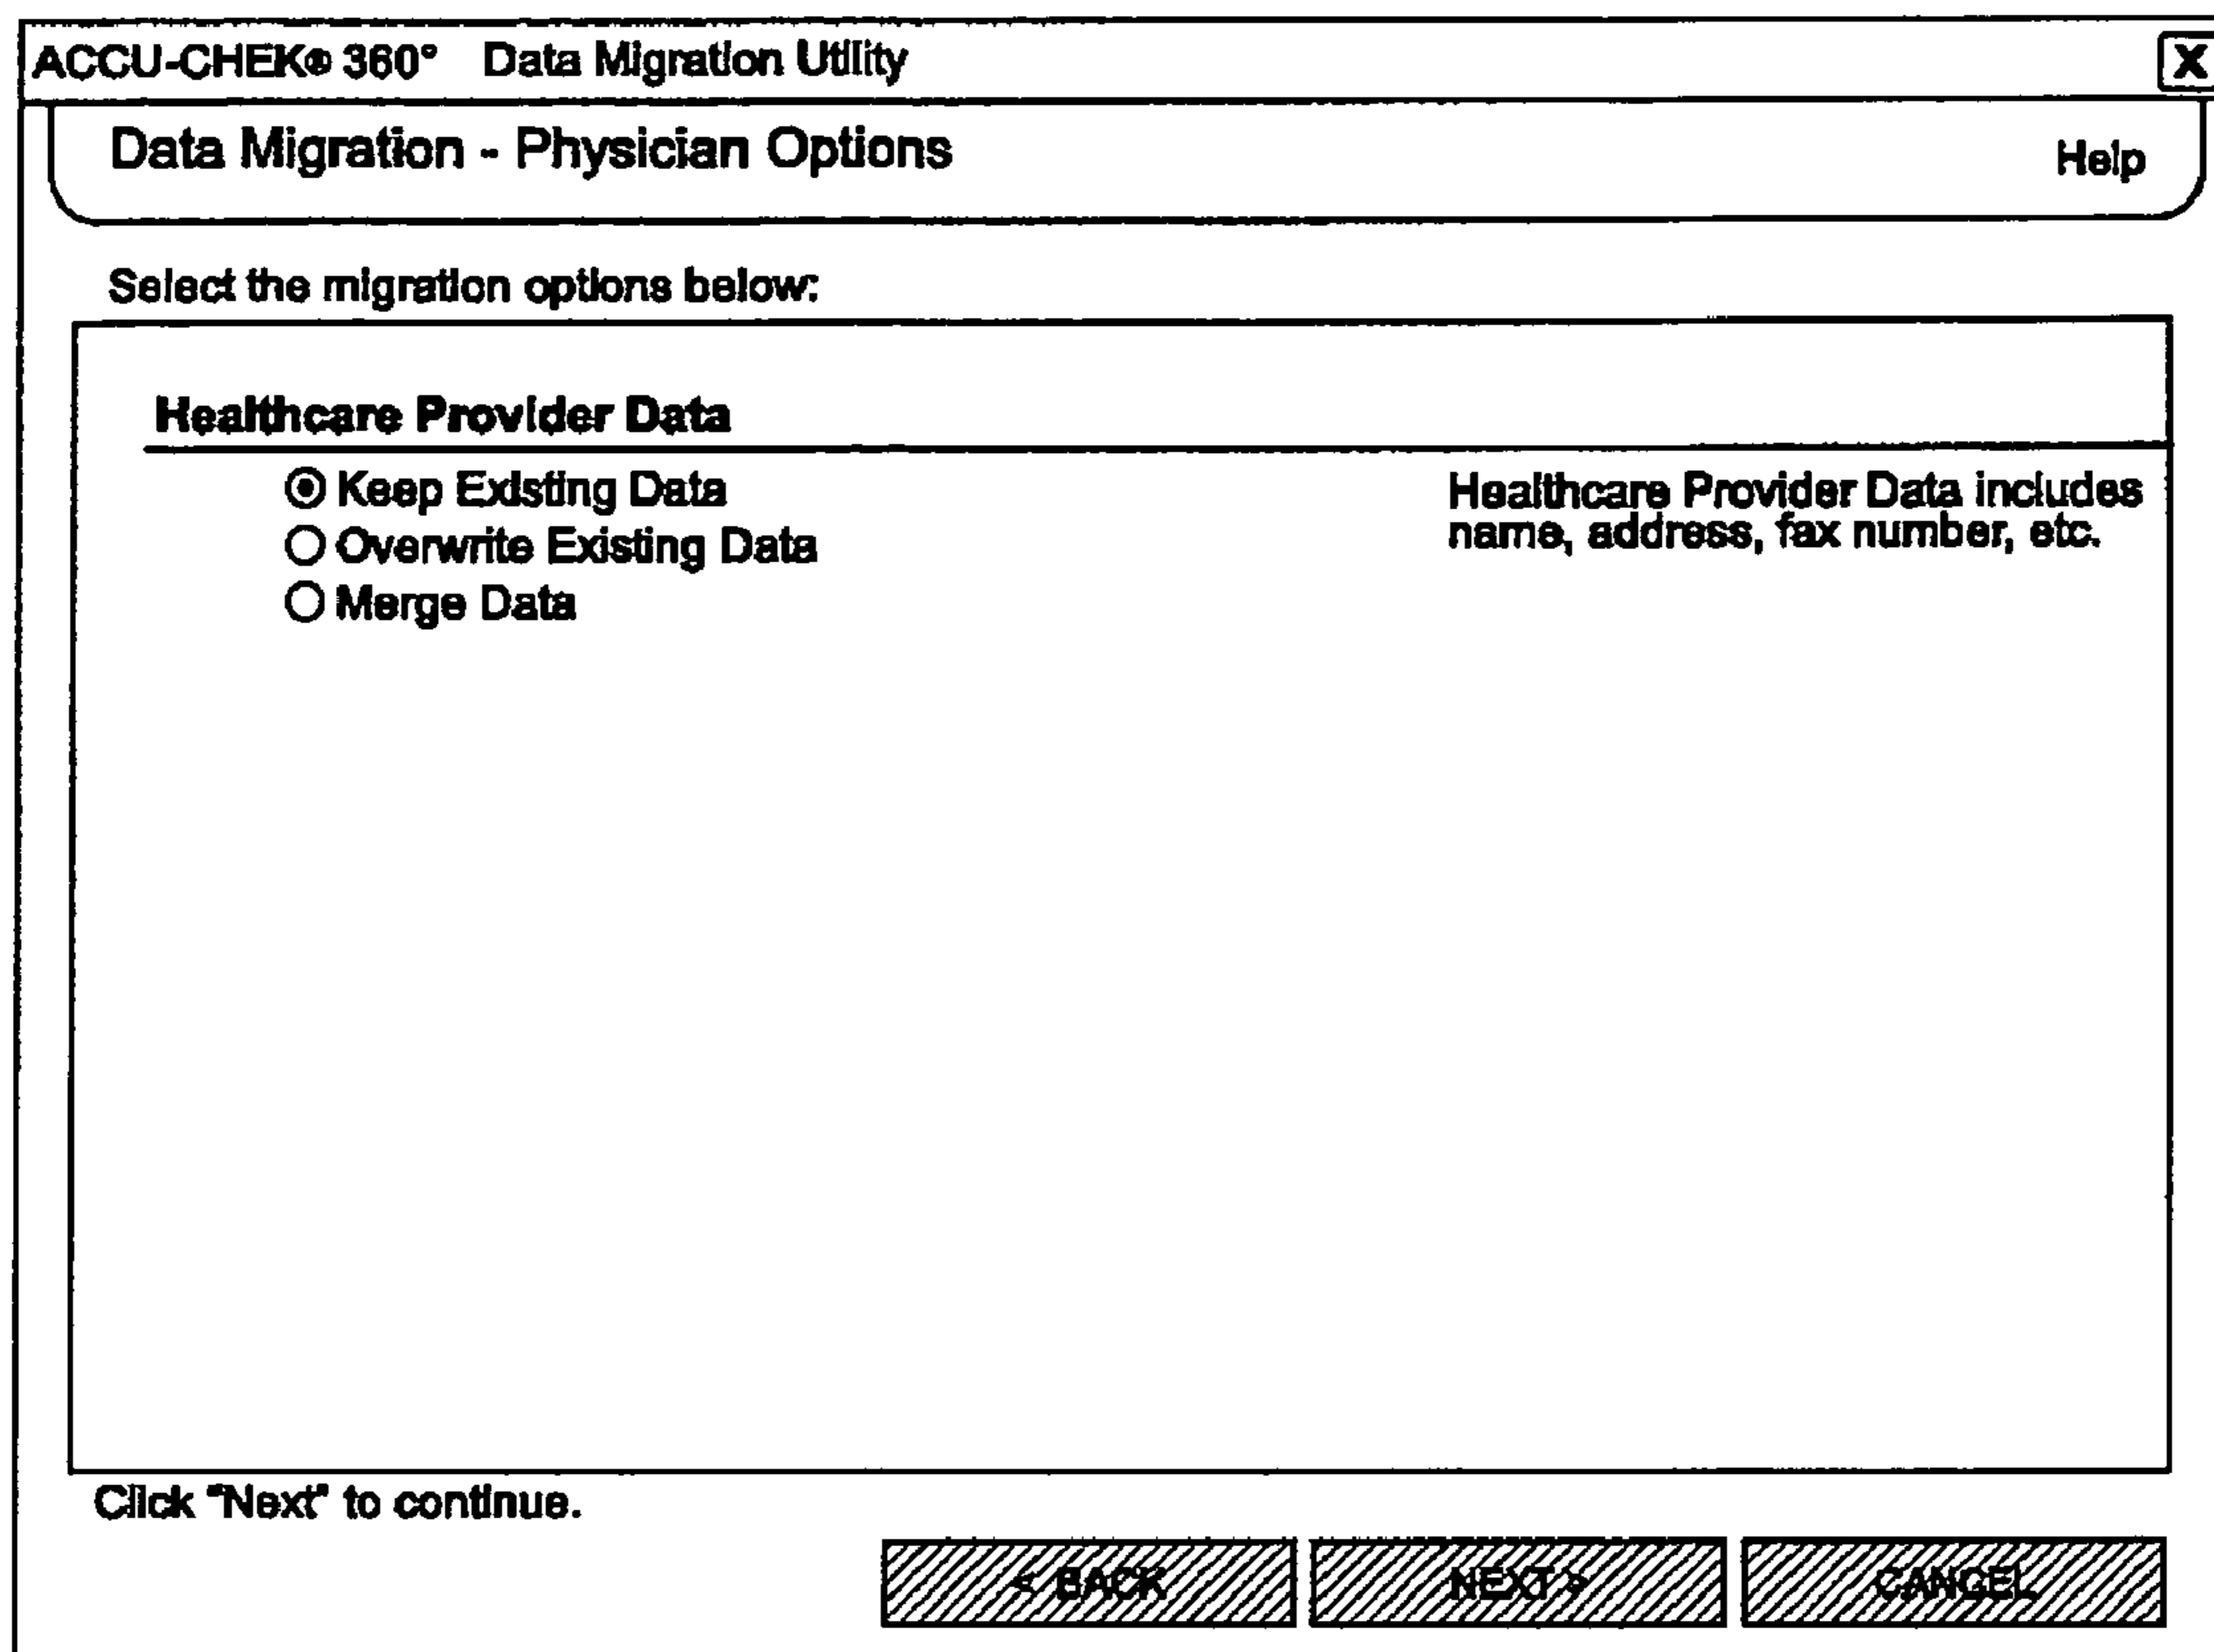 ACCU-CHEK® 360° Data Migration Utility X
Data Migration - Physician Options Help
Select the migration options below:
Healthcare Provider Data
Keep Existing Data
Overwrite Existing Data
Merge Data
Healthcare Provider Data includes
name, address, fax number, etc.
Click "Next" to continue.
< BACK NEXT > CANCEL